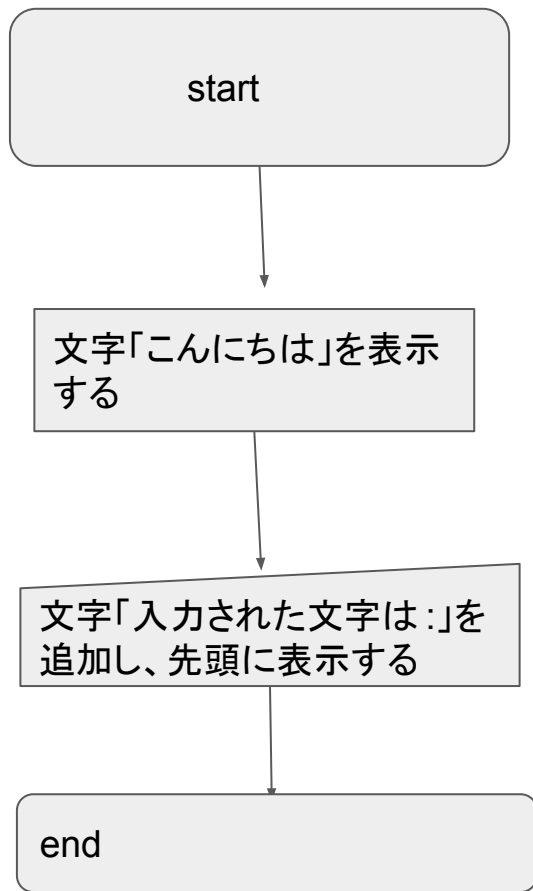 start
文字「こんにちは」を表示
する
文字「入力された文字は:」を
追加し、先頭に表示する
end